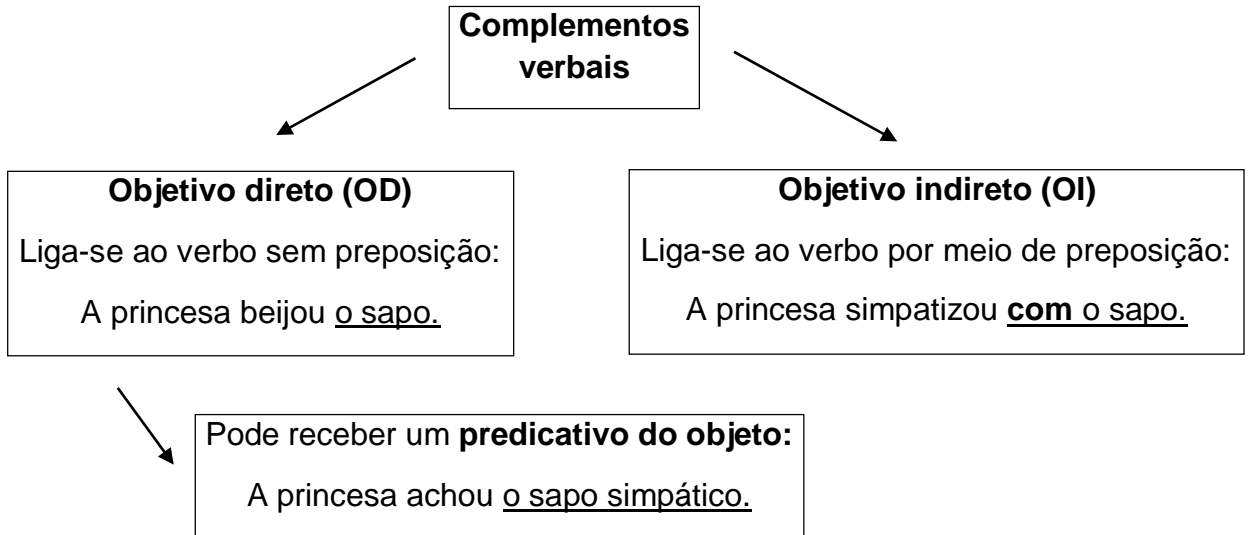 Complementos
verbais
Objetivo direto (OD)
Liga-se ao verbo sem preposição:
A princesa beijou o sapo.
Objetivo indireto (OI)
Liga-se ao verbo por meio de preposição:
A princesa simpatizou com o sapo.
Pode receber um predicativo do objeto:
A princesa achou o sapo simpático.